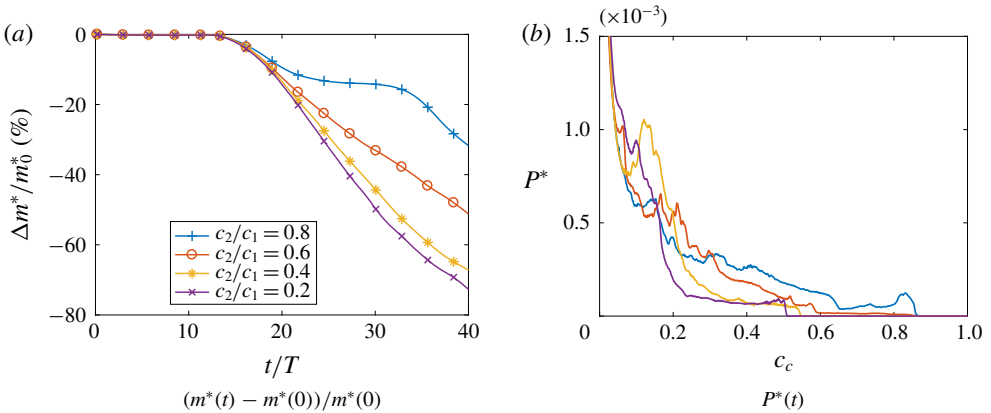 (a)
0
−20
−40
−60
−80
Δm*/m*0 (%)
c2/c1 = 0.8
c2/c1 = 0.6
c2/c1 = 0.4
c2/c1 = 0.2
0 10 20 30 40
t/T
(m*(t) − m*(0))/m*(0)
(b)
(×10−3)
1.5
1.0
0.5
P*
0 0.2 0.4 0.6 0.8 1.0
cc
P*(t)